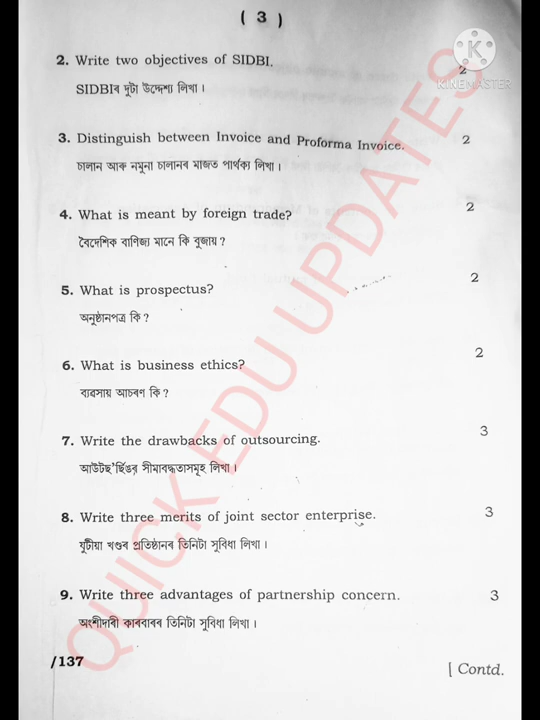 ( 3 )
K
KINEMASTER
2. Write two objectives of SIDBI. 2
SIDBIৰ দুটা উদ্দেশ্য লিখা ।
3. Distinguish between Invoice and Proforma Invoice. 2
চালান আৰু নমুনা চালানৰ মাজত পাৰ্থক্য লিখা ।
4. What is meant by foreign trade? 2
বৈদেশিক বাণিজ্য মানে কি বুজায় ?
5. What is prospectus? 2
অনুষ্ঠানপত্ৰ কি ?
6. What is business ethics? 2
ব্যৱসায় আচৰণ কি ?
7. Write the drawbacks of outsourcing. 3
আউটছ'ৰ্ছিঙৰ সীমাবদ্ধতাসমূহ লিখা ।
8. Write three merits of joint sector enterprise. 3
যুটীয়া খণ্ডৰ প্ৰতিষ্ঠানৰ তিনিটা সুবিধা লিখা ।
9. Write three advantages of partnership concern. 3
অংশীদাৰী কাৰবাৰৰ তিনিটা সুবিধা লিখা ।
/137
[ Contd.
QUICK EDU UPDATES